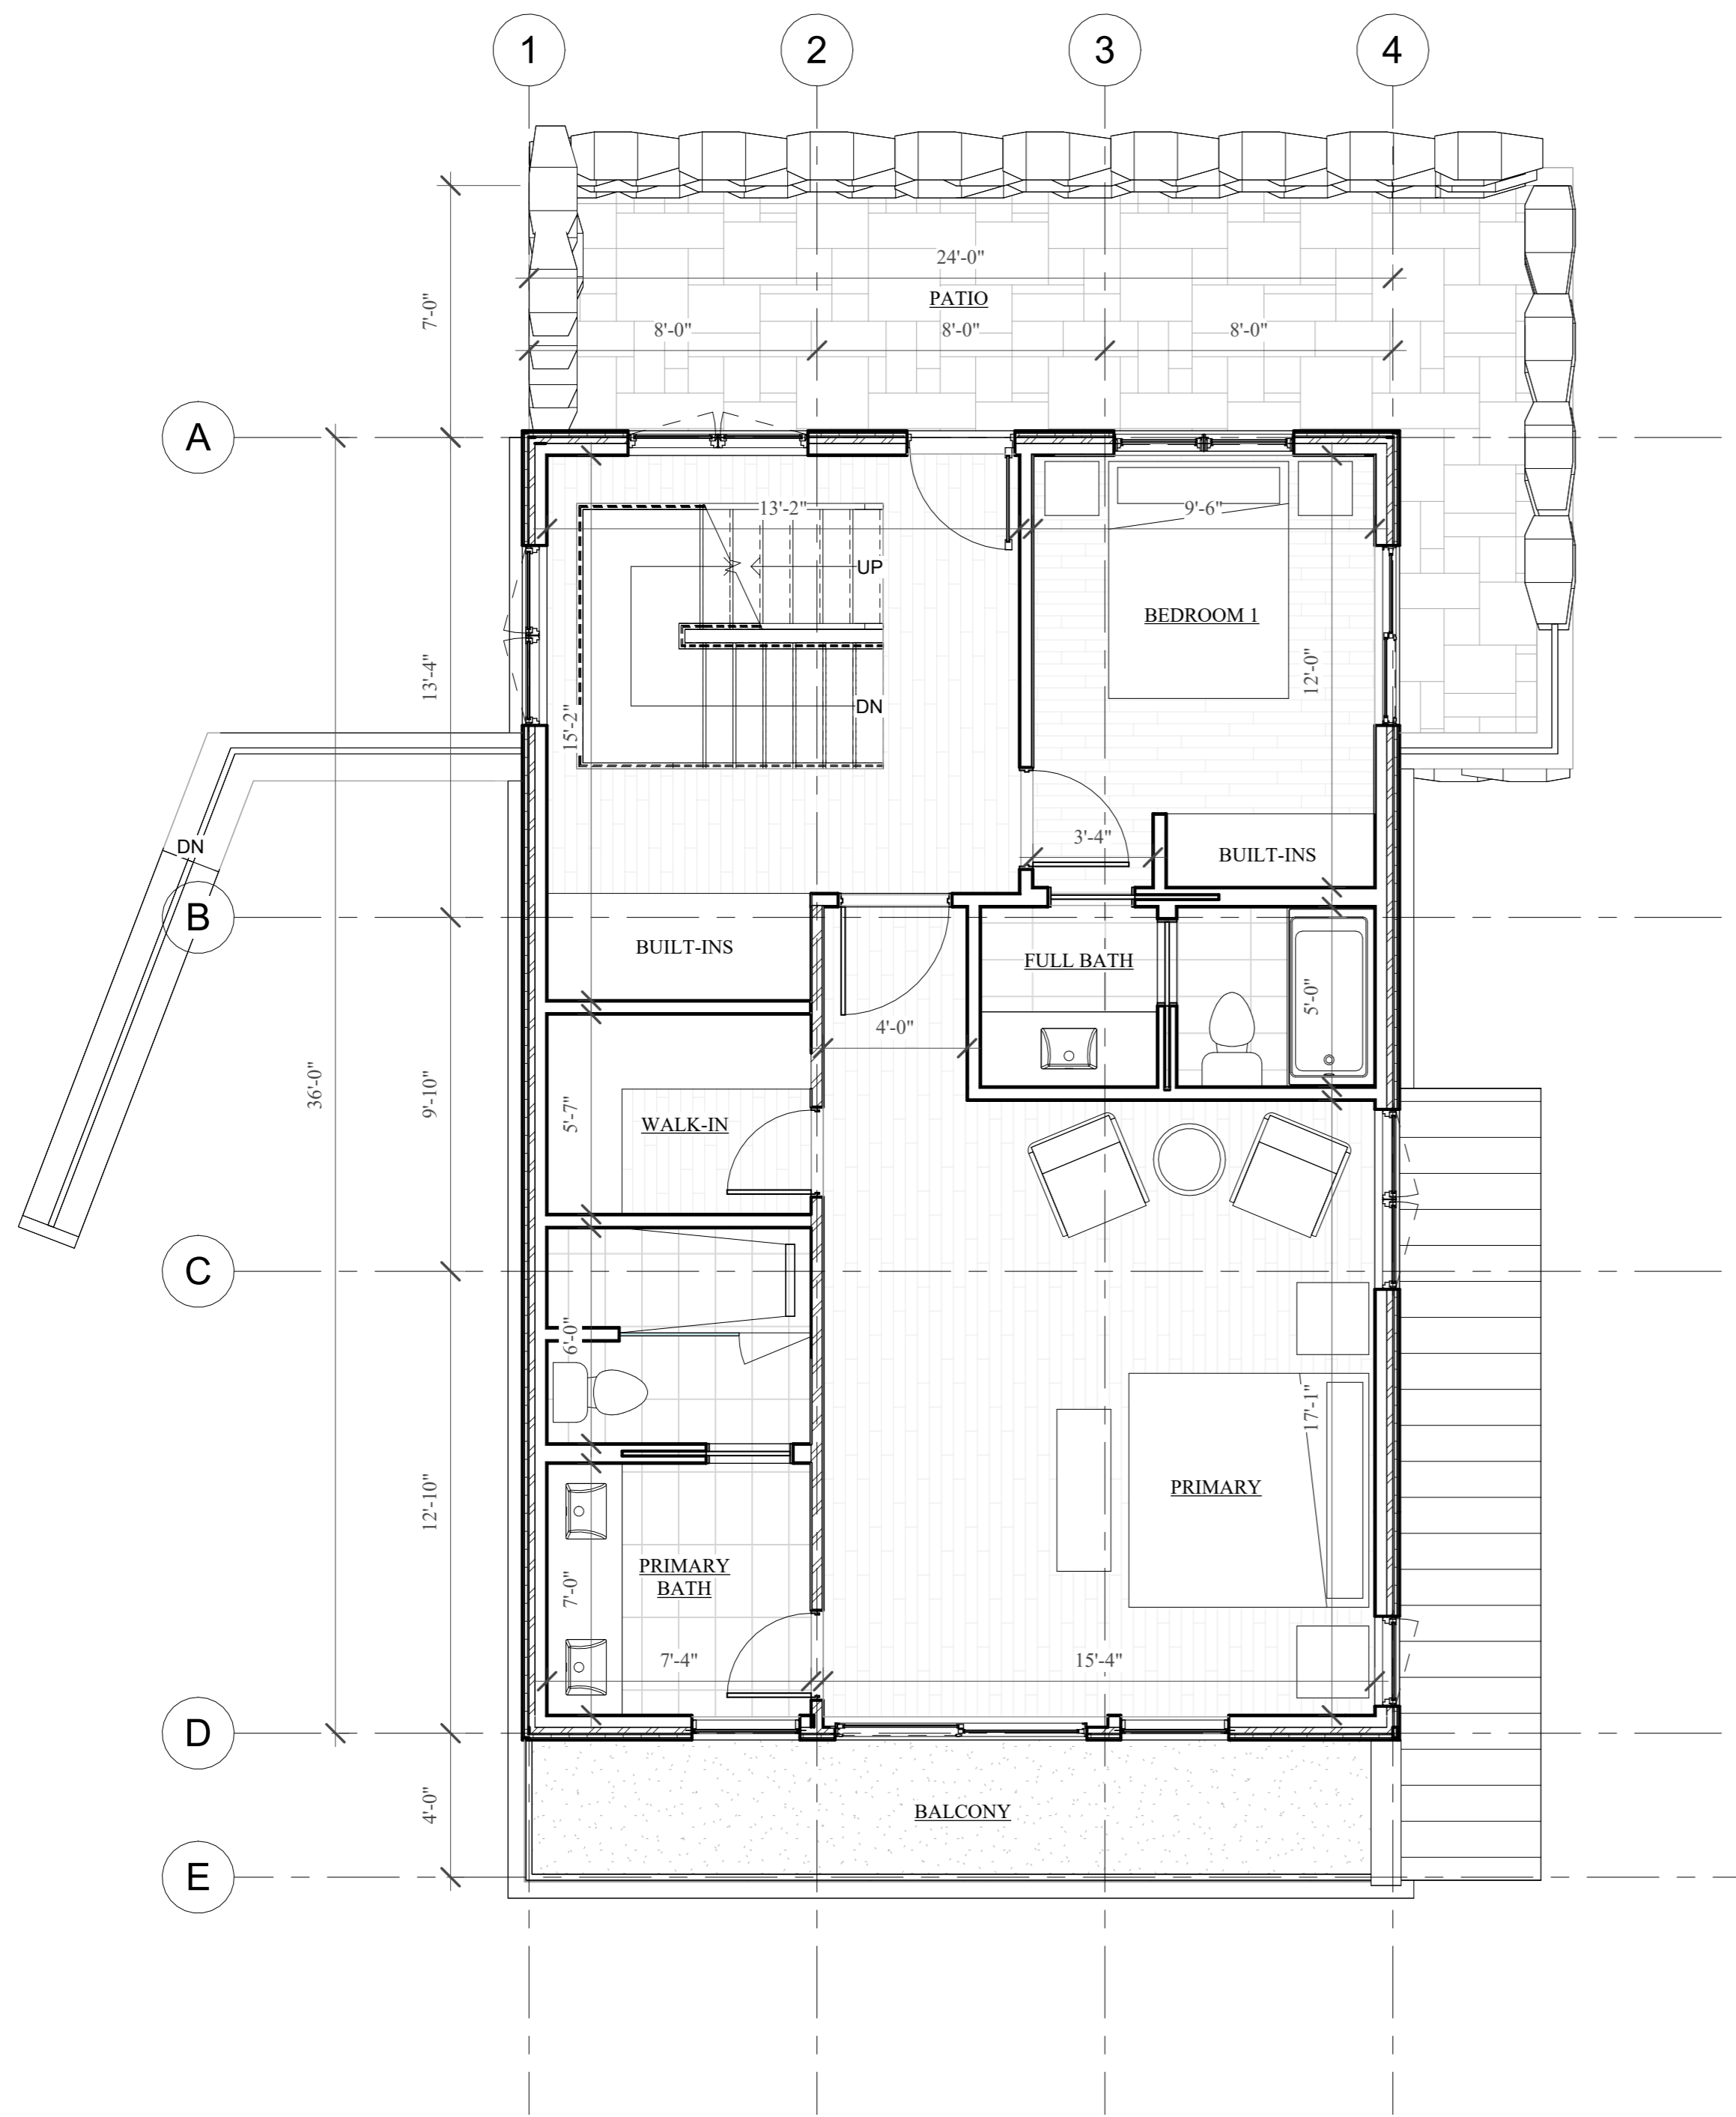 1
2
3
4
24'-0"
PATIO
7'-0"
8'-0"
8'-0"
8'-0"
A
13'-2"
9'-6"
UP
BEDROOM 1
13'-4"
12'-0"
DN
15'-2"
3'-4"
DN
BUILT-INS
B
BUILT-INS
FULL BATH
5'-0"
4'-0"
36'-0"
9'-10"
5'-7"
WALK-IN
C
6'-0"
17'-1"
PRIMARY
12'-10"
PRIMARY
BATH
7'-0"
7'-4"
15'-4"
D
4'-0"
BALCONY
E